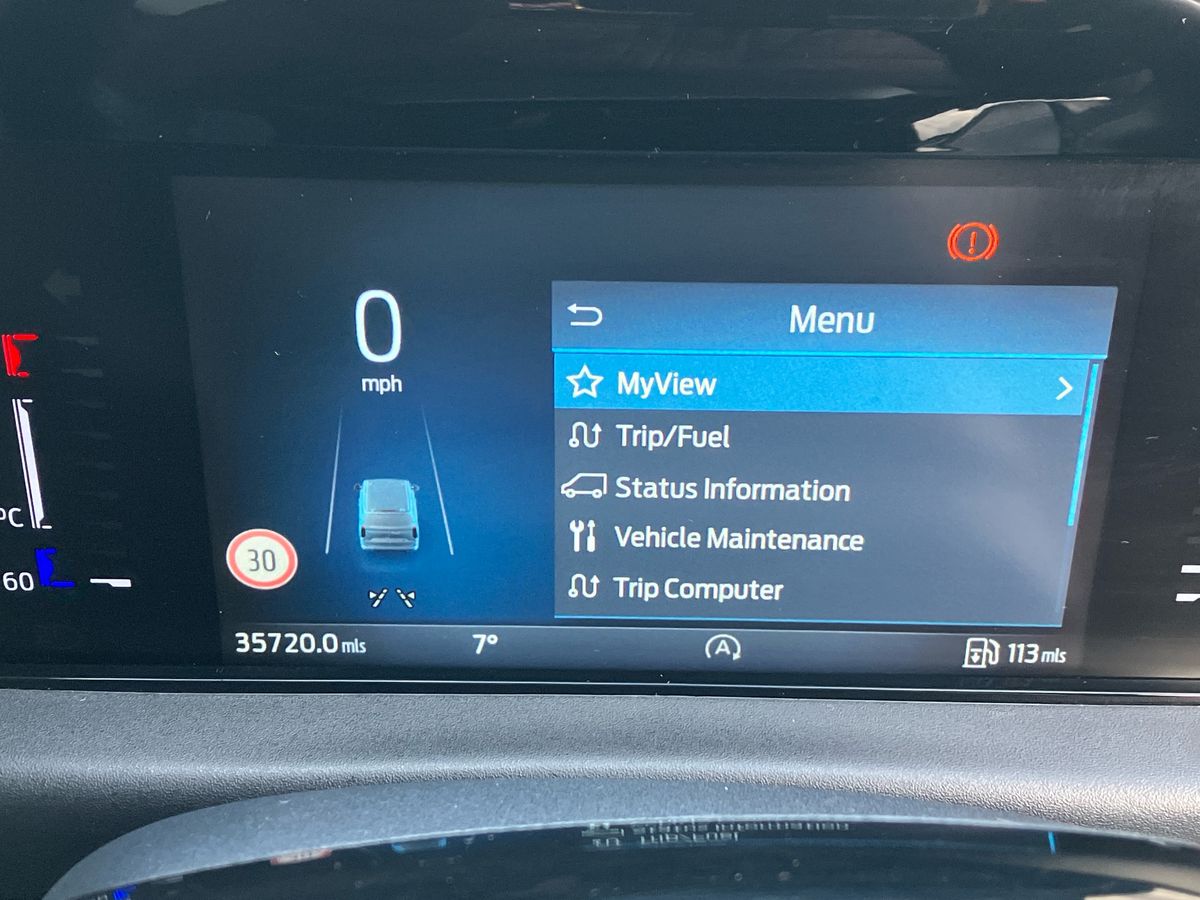 0
mph
Menu
MyView
Trip/Fuel
Status Information
Vehicle Maintenance
Trip Computer
30
°C
60
35720.0 mls
7°
A
113 mls